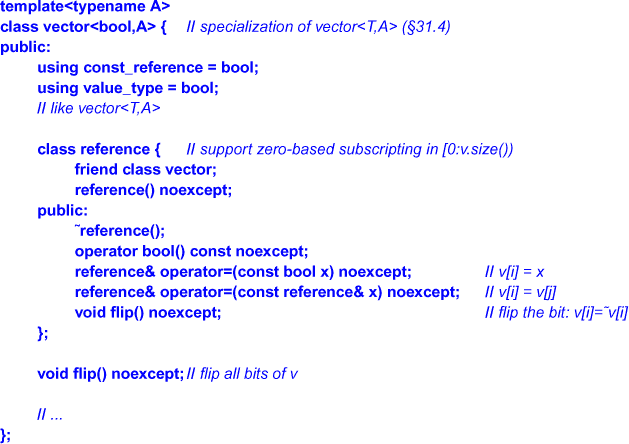 template<typename A>
class vector<bool,A> { // specialization of vector<T,A> (§31.4)
public:
using const_reference = bool;
using value_type = bool;
// like vector<T,A>
class reference { // support zero-based subscripting in [0:v.size())
friend class vector;
reference() noexcept;
public:
~reference();
operator bool() const noexcept;
reference& operator=(const bool x) noexcept; // v[i] = x
reference& operator=(const reference& x) noexcept; // v[i] = v[j]
void flip() noexcept; // flip the bit: v[i]=~v[i]
};
void flip() noexcept; // flip all bits of v
// ...
};